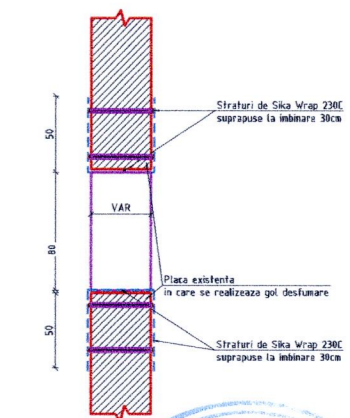 Straturi de Sika Wrap 230C
suprapuse la imbinare 30cm
50
VAR
80
Placa existenta
in care se realizeaza gol desfumare
50
Straturi de Sika Wrap 230C
suprapuse la imbinare 30cm